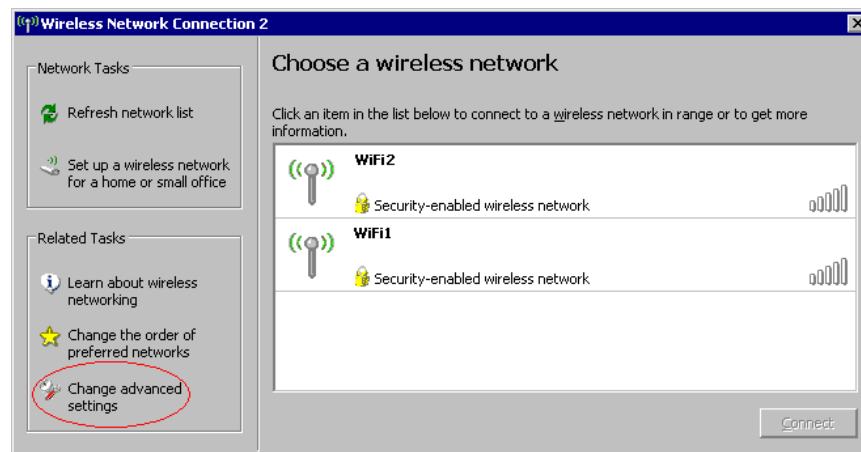 Wireless Network Connection 2
Network Tasks
Refresh network list
Set up a wireless network
for a home or small office
Related Tasks
Learn about wireless
networking
Change the order of
preferred networks
Change advanced
settings
Choose a wireless network
Click an item in the list below to connect to a wireless network in range or to get more
information.
WiFi2
Security-enabled wireless network
WiFi1
Security-enabled wireless network
Connect